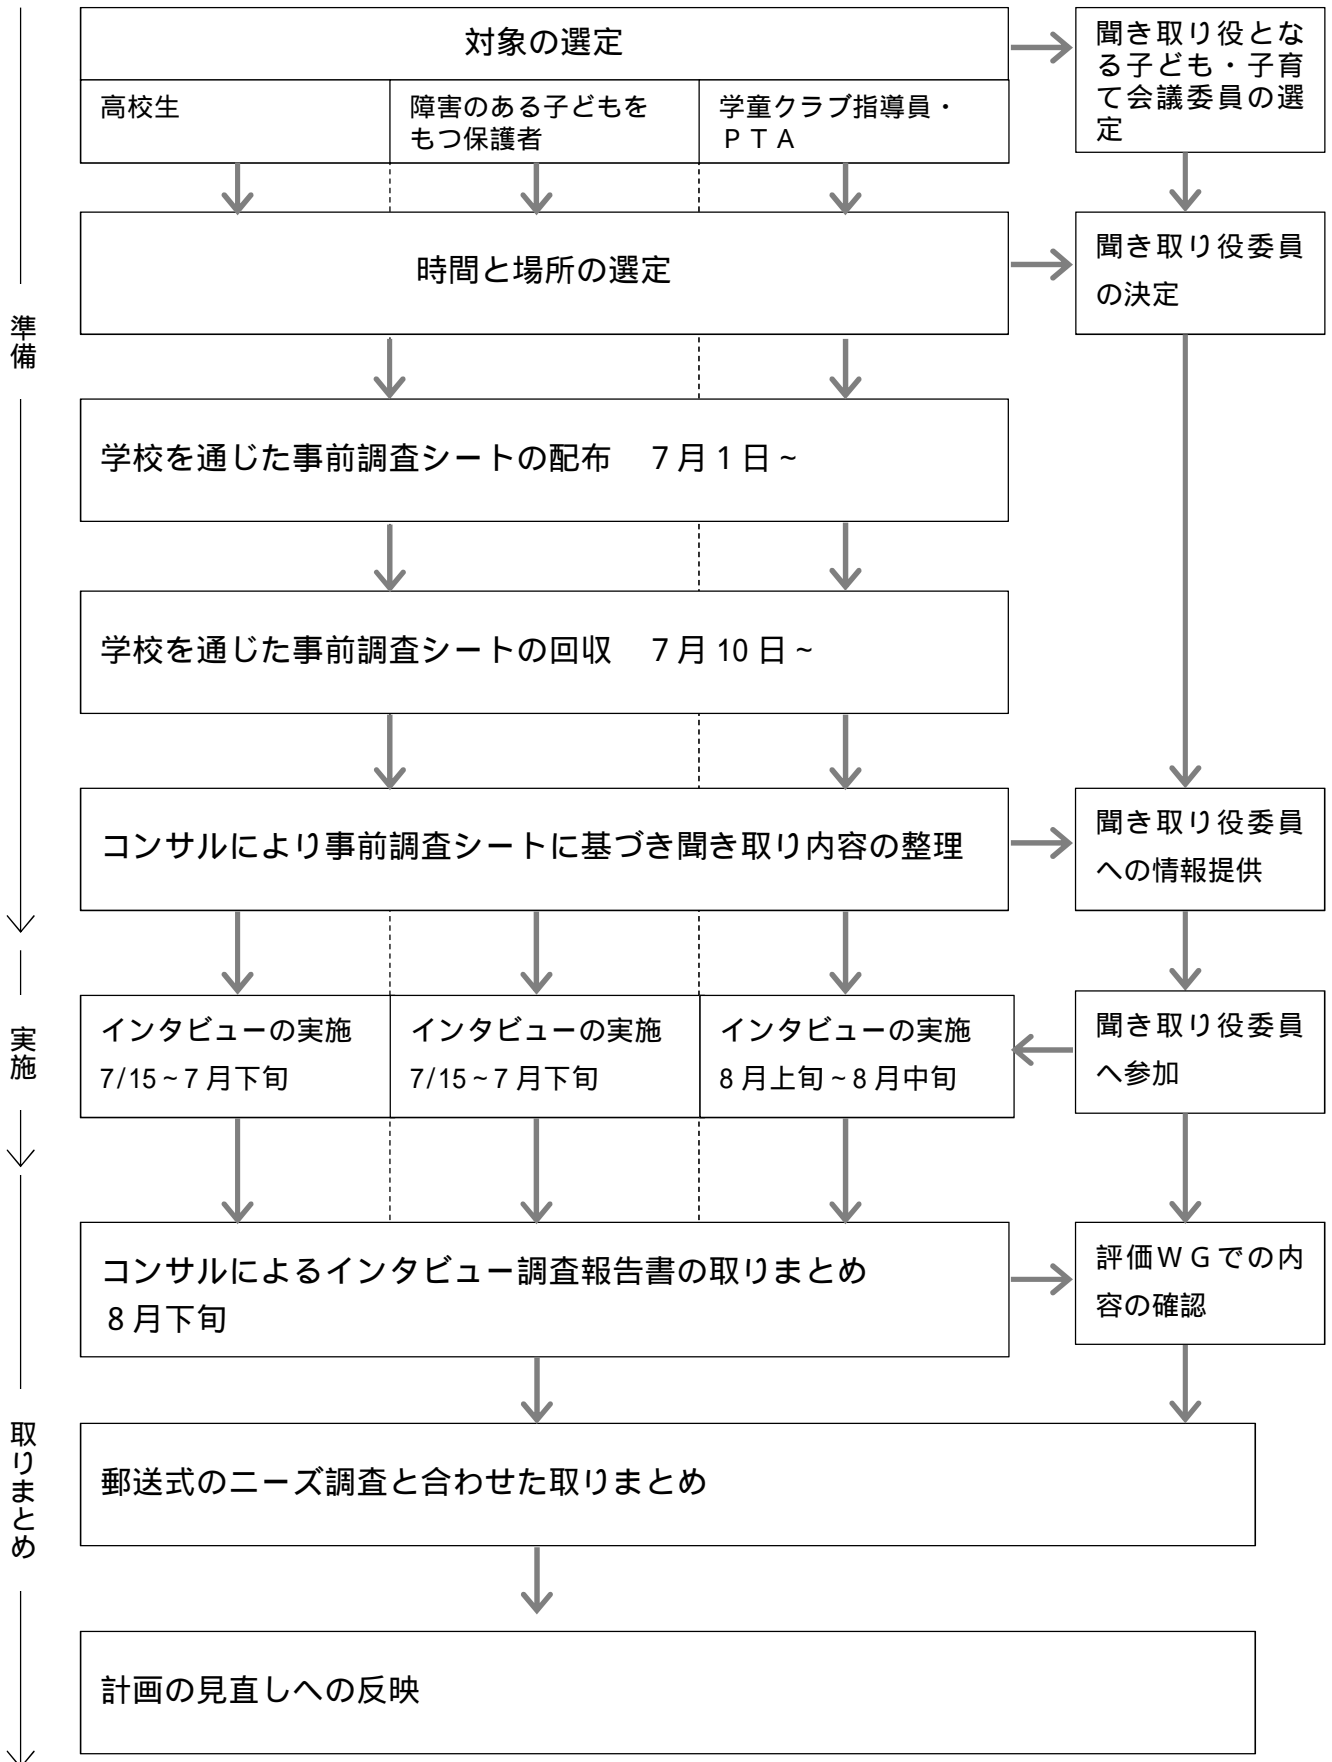 対象の選定
高校生
障害のある子どもを
もつ保護者
学童クラブ指導員・
ＰＴＡ
聞き取り役とな
る子ども・子育
て会議委員の選
定
時間と場所の選定
聞き取り役委員
の決定
準備
学校を通じた事前調査シートの配布　７月１日～
学校を通じた事前調査シートの回収　７月 10 日～
コンサルにより事前調査シートに基づき聞き取り内容の整理
聞き取り役委員
への情報提供
実施
インタビューの実施
7/15～７月下旬
インタビューの実施
7/15～７月下旬
インタビューの実施
８月上旬～８月中旬
聞き取り役委員
へ参加
コンサルによるインタビュー調査報告書の取りまとめ
８月下旬
評価ＷＧでの内
容の確認
取りまとめ
郵送式のニーズ調査と合わせた取りまとめ
計画の見直しへの反映